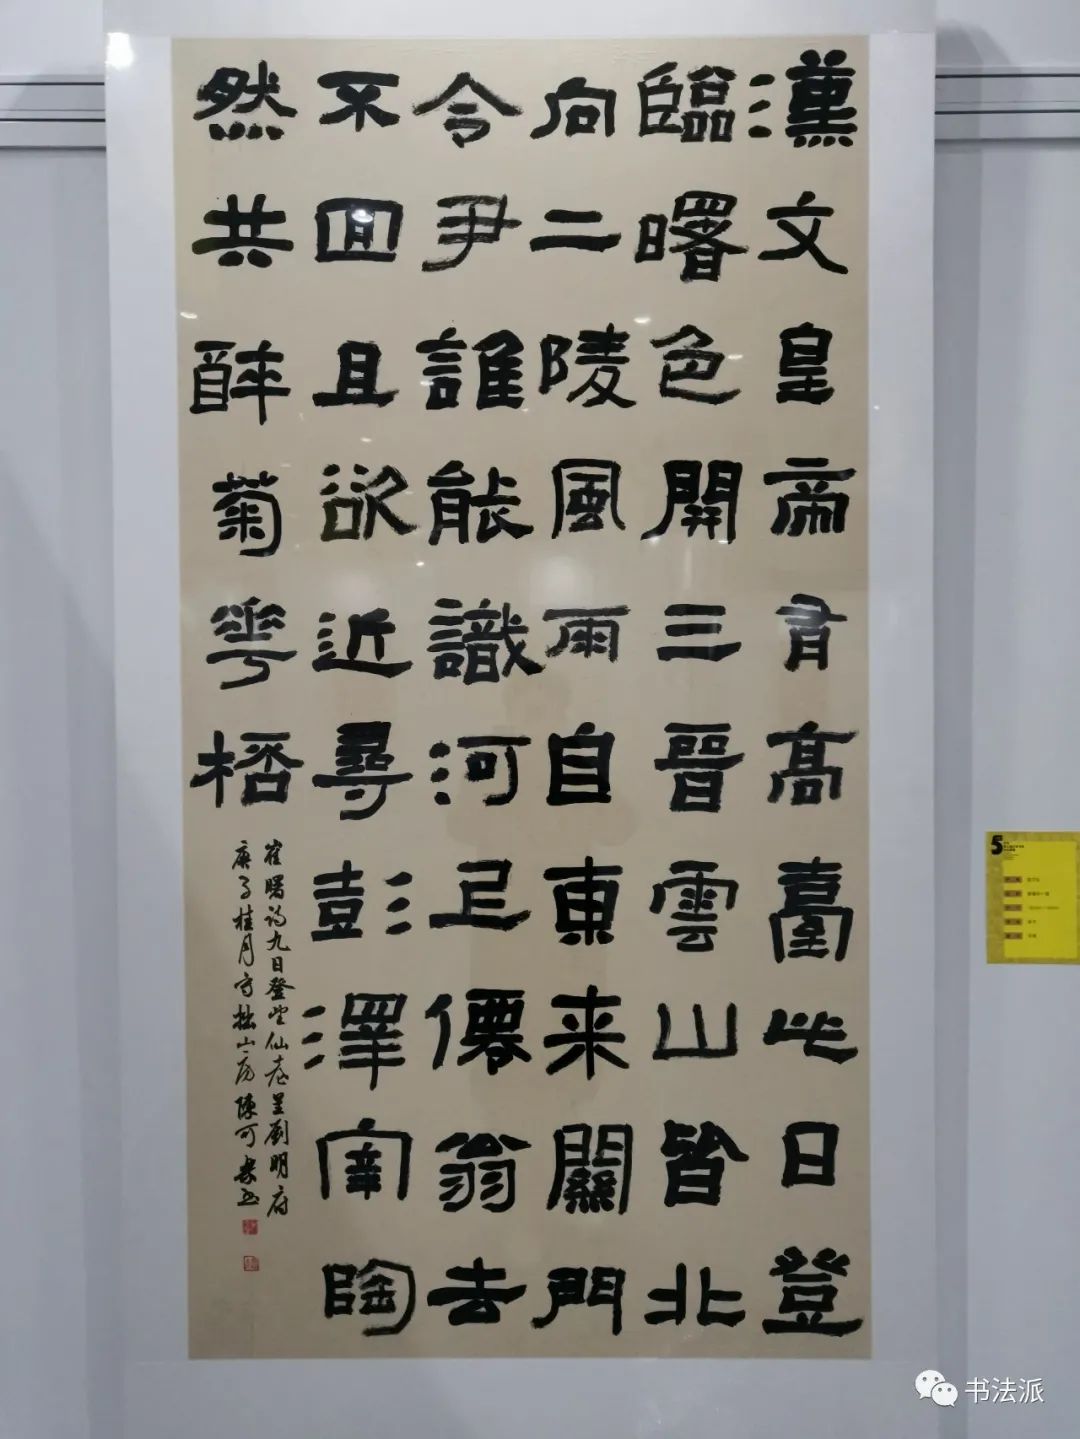 漢文皇帝有高臺此日登
臨曙色開三晉雲山皆北
向二陵風雨自東来關門
令尹誰能識河上僊翁去
不回且欲近尋彭澤宰陶
然共醉菊花桮
崔曙詩九日登望仙臺呈劉明府
庚子桂月守拙山房陳可書
5
书法派